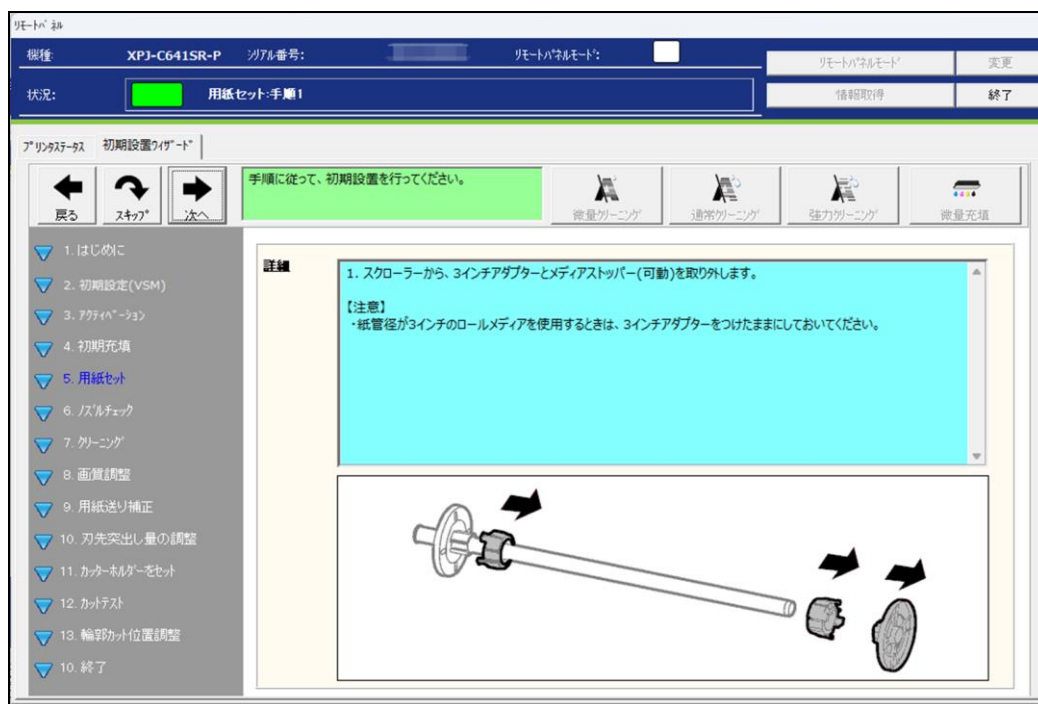 リモートパネル
機種: XPJ-C641SR-P シリアル番号: リモートパネルモード:
リモートパネルモード 変更
状況: 用紙セット:手順1
情報取得 終了
プリンタステータス 初期設置ウィザード
戻る スキップ 次へ
手順に従って、初期設置を行ってください。
微量クリーニング 通常クリーニング 強力クリーニング 微量充填
1. はじめに
2. 初期設定(VSM)
3. アクティベーション
4. 初期充填
5. 用紙セット
6. ノズルチェック
7. クリーニング
8. 画質調整
9. 用紙送り補正
10. 刃先突出し量の調整
11. カッターホルダーをセット
12. カットテスト
13. 輪郭カット位置調整
10. 終了
詳細
1. スクローラーから、3インチアダプターとメディアストッパー(可動)を取り外します。
【注意】
・紙管径が3インチのロールメディアを使用するときは、3インチアダプターをつけたままにしておいてください。